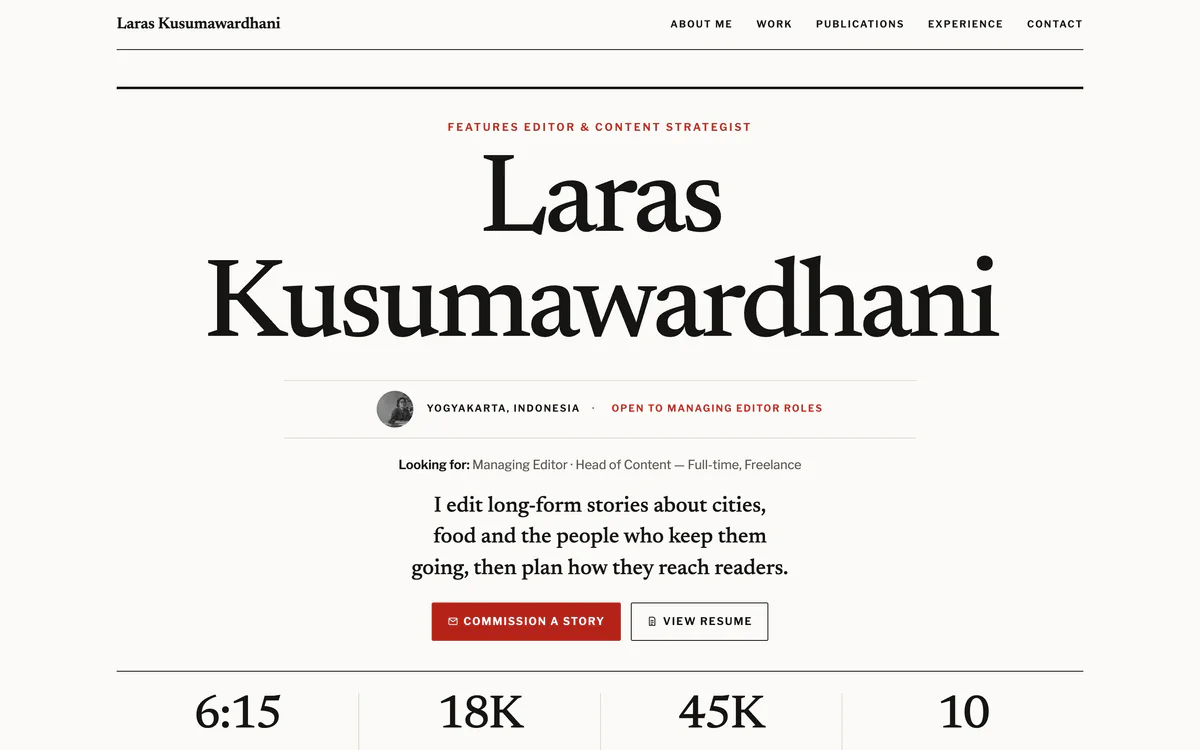 Laras Kusumawardhani
ABOUT ME WORK PUBLICATIONS EXPERIENCE CONTACT
FEATURES EDITOR & CONTENT STRATEGIST
Laras
Kusumawardhani
YOGYAKARTA, INDONESIA · OPEN TO MANAGING EDITOR ROLES
Looking for: Managing Editor · Head of Content — Full-time, Freelance
I edit long-form stories about cities,
food and the people who keep them
going, then plan how they reach readers.
COMMISSION A STORY VIEW RESUME
6:15 18K 45K 10